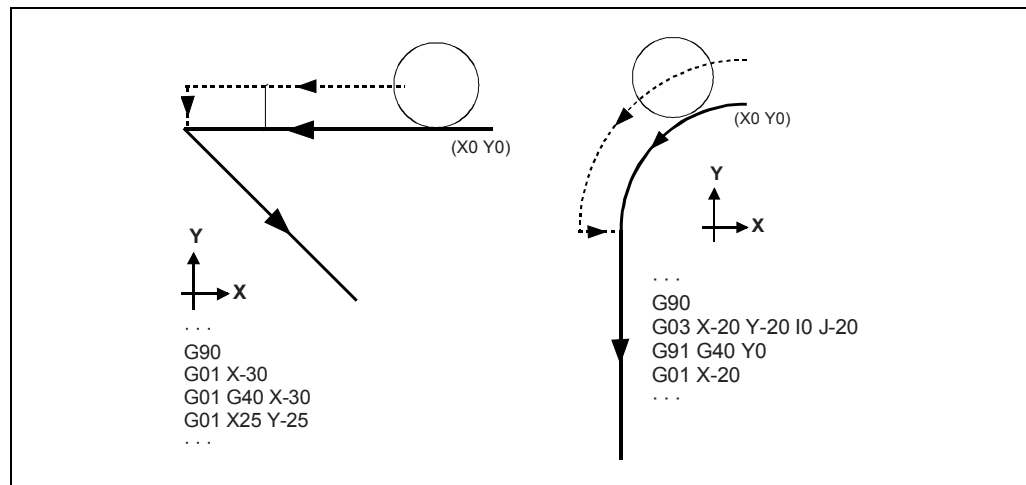 (X0 Y0)
Y
X
. . .
G90
G01 X-30
G01 G40 X-30
G01 X25 Y-25
. . .
(X0 Y0)
Y
X
. . .
G90
G03 X-20 Y-20 I0 J-20
G91 G40 Y0
G01 X-20
. . .